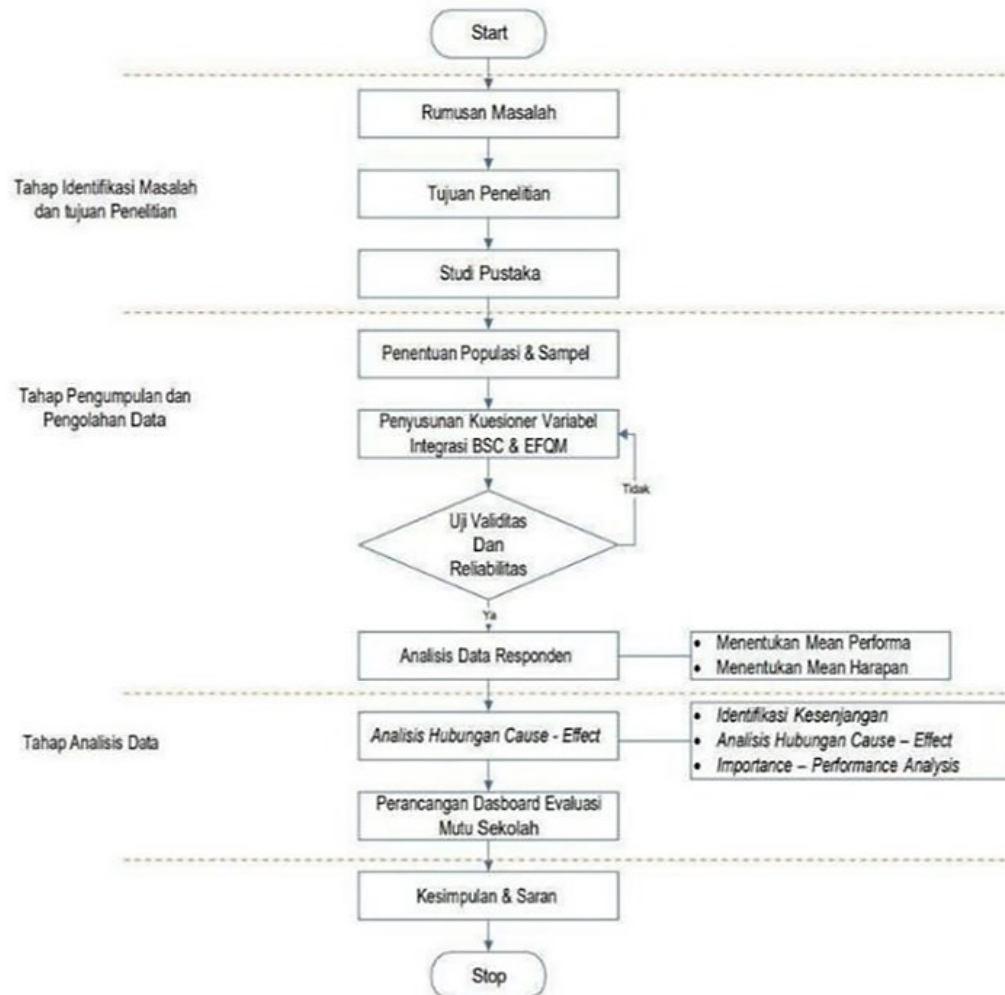 Start
Rumusan Masalah
Tahap Identifikasi Masalah
dan tujuan Penelitian
Tujuan Penelitian
Studi Pustaka
Penentuan Populasi & Sampel
Tahap Pengumpulan dan
Pengolahan Data
Penyusunan Kuesioner Variabel
Integrasi BSC & EFQM
Tidak
Uji Validitas
Dan
Reliabilitas
Ya
Analisis Data Responden
• Menentukan Mean Performa
• Menentukan Mean Harapan
Tahap Analisis Data
Analisis Hubungan Cause - Effect
• Identifikasi Kesenjangan
• Analisis Hubungan Cause – Effect
• Importance – Performance Analysis
Perancangan Dasboard Evaluasi
Mutu Sekolah
Kesimpulan & Saran
Stop